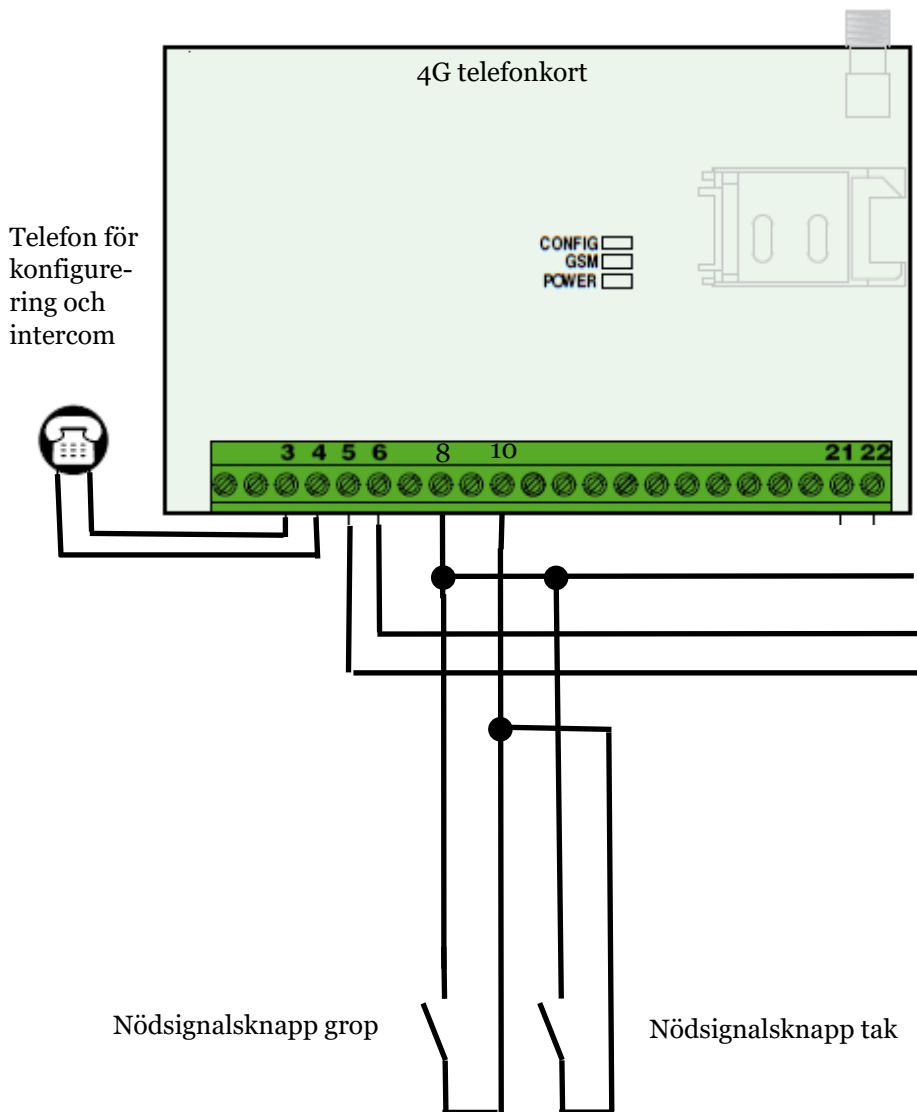 4G telefonkort
Telefon för
konfigure-
ring och
intercom
CONFIG
GSM
POWER
3 4 5 6 8 10 21 22
Nödsignalsknapp grop
Nödsignalsknapp tak